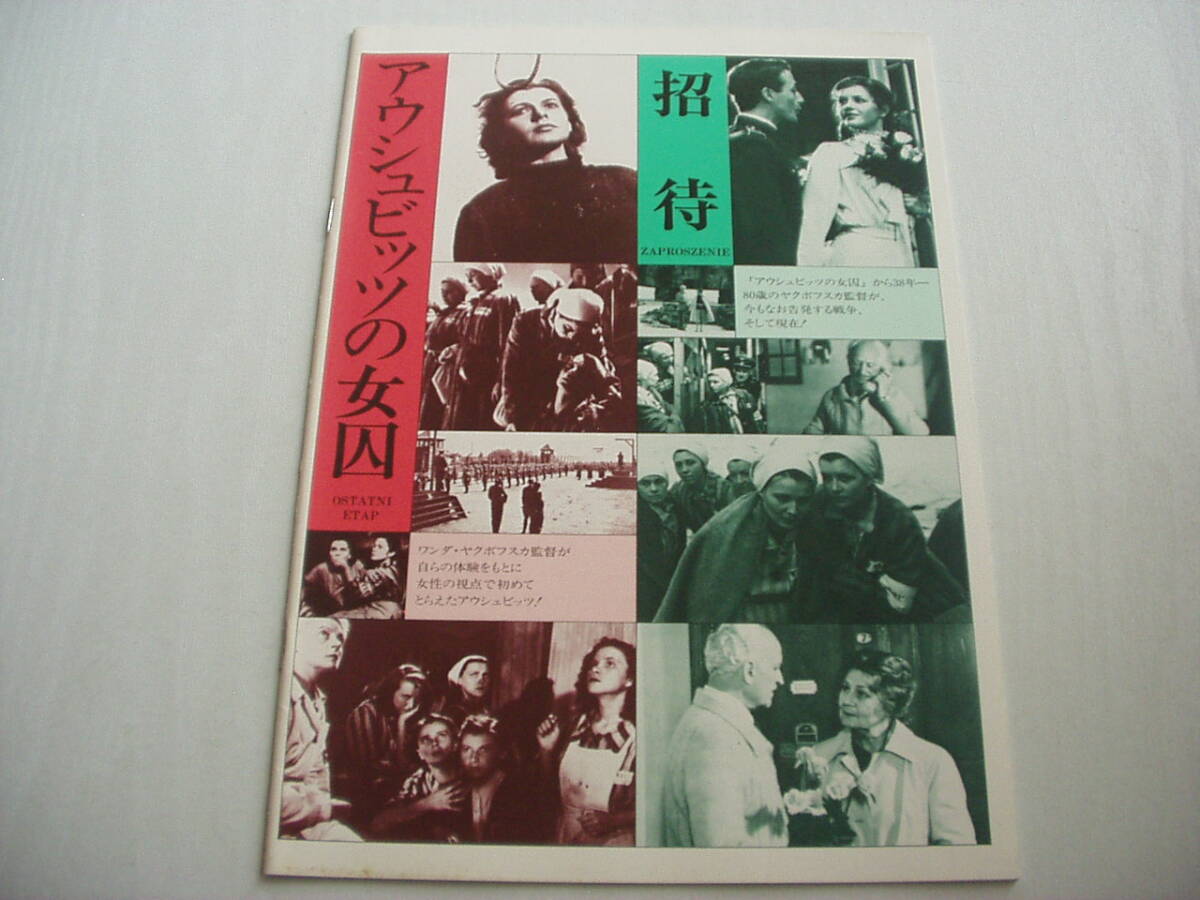 アウシュビッツの女囚
OSTATNI
ETAP
ワンダ・ヤクボフスカ監督が
自らの体験をもとに
女性の視点で初めて
とらえたアウシュビッツ!
招待
ZAPROSZENIE
『アウシュビッツの女囚』から38年—
80歳のヤクボフスカ監督が、
今もなお告発する戦争、
そして現在!